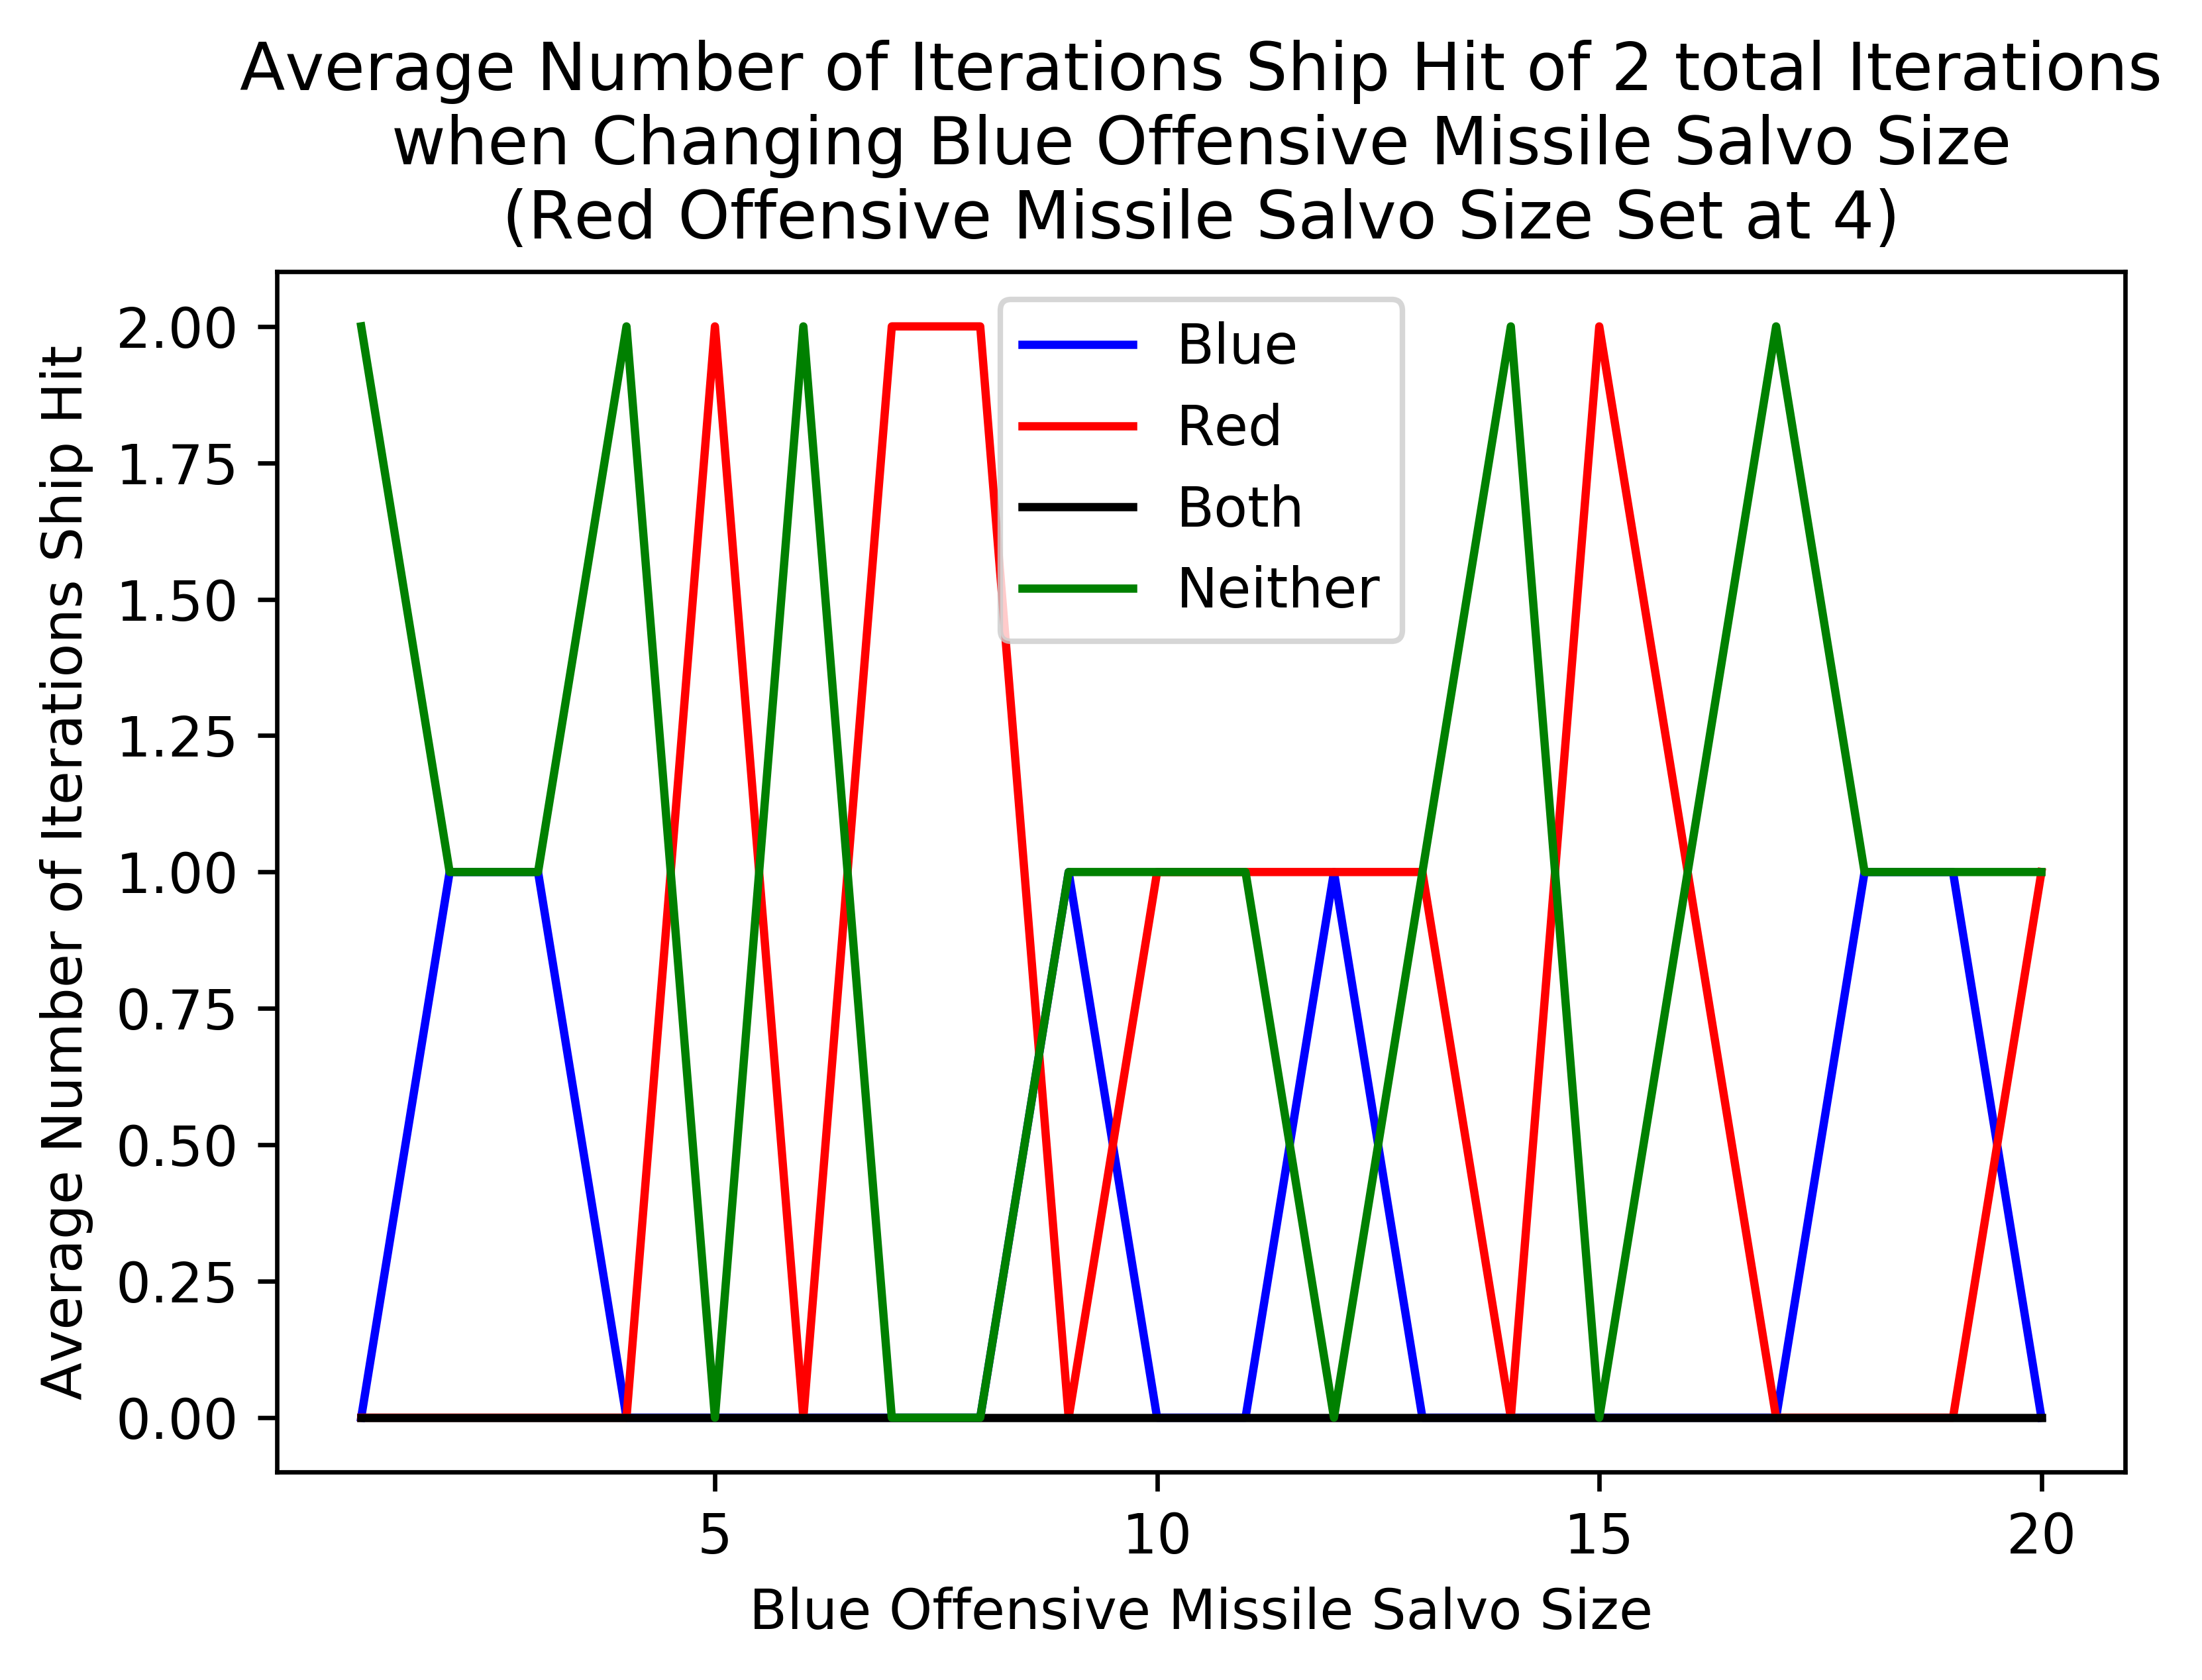 Average Number of Iterations Ship Hit of 2 total Iterations
when Changing Blue Offensive Missile Salvo Size
(Red Offensive Missile Salvo Size Set at 4)
Average Number of Iterations Ship Hit
2.00
1.75
1.50
1.25
1.00
0.75
0.50
0.25
0.00
Blue
Red
Both
Neither
5
10
15
20
Blue Offensive Missile Salvo Size